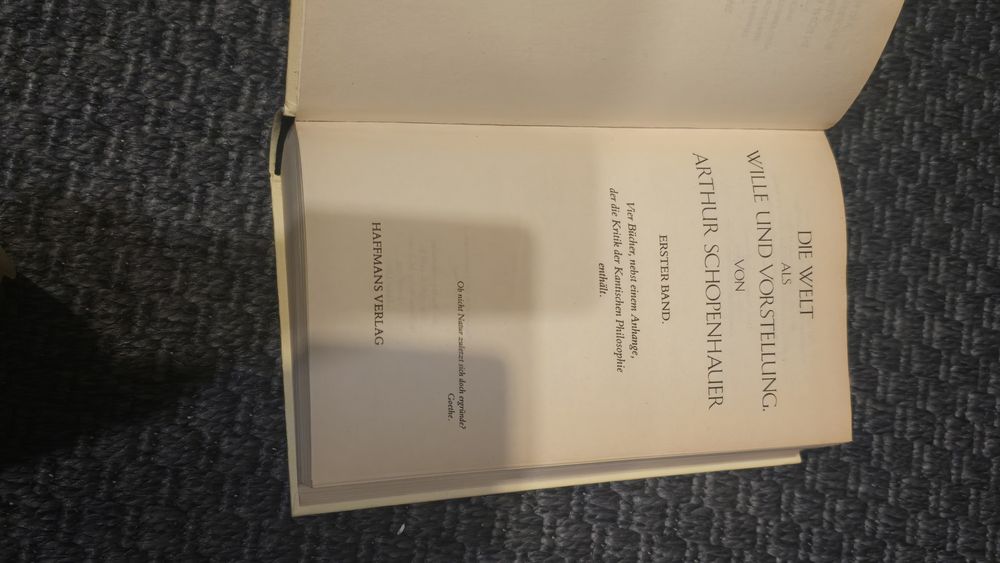 DIE WELT
ALS
WILLE UND VORSTELLUNG.
VON
ARTHUR SCHOPENHAUER
ERSTER BAND.
Vier Bücher, nebst einem Anhange,
der die Kritik der Kantischen Philosophie
enthält.
Ob nicht Natur zuletzt sich doch ergründe?
Goethe.
HAFFMANS VERLAG